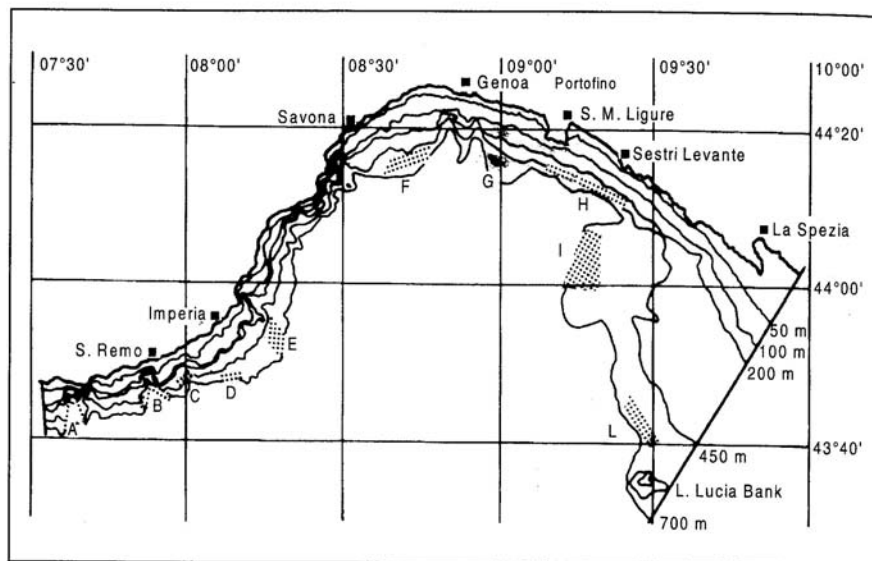 07°30'
08°00'
08°30'
09°00'
Portofino
09°30'
10°00'
Genoa
Savona
S. M. Ligure
44°20'
Sestri Levante
F
G
H
La Spezia
I
44°00'
Imperia
E
50 m
S. Remo
100 m
200 m
C
D
B
A
L
43°40'
450 m
L. Lucia Bank
700 m